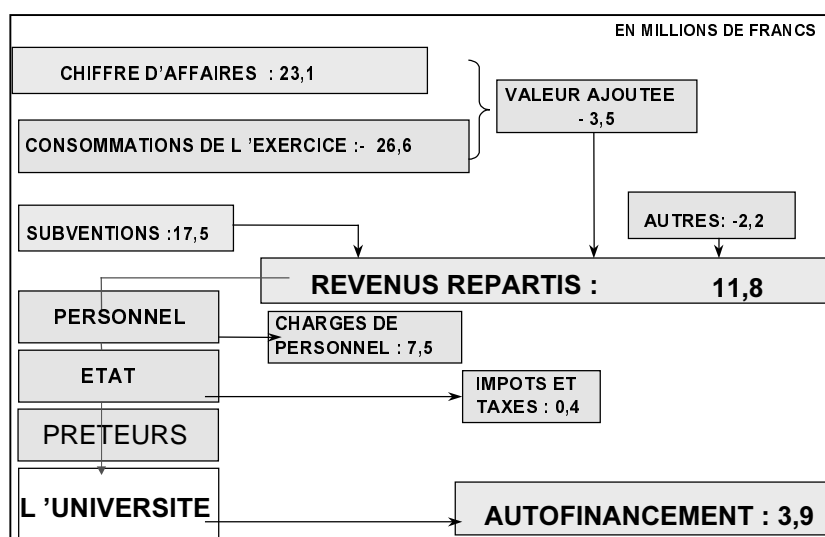 EN MILLIONS DE FRANCS
CHIFFRE D'AFFAIRES : 23,1
VALEUR AJOUTEE
- 3,5
CONSOMMATIONS DE L 'EXERCICE :- 26,6
SUBVENTIONS :17,5
AUTRES: -2,2
REVENUS REPARTIS : 11,8
PERSONNEL
CHARGES DE
PERSONNEL : 7,5
ETAT
IMPOTS ET
TAXES : 0,4
PRETEURS
L 'UNIVERSITE
AUTOFINANCEMENT : 3,9